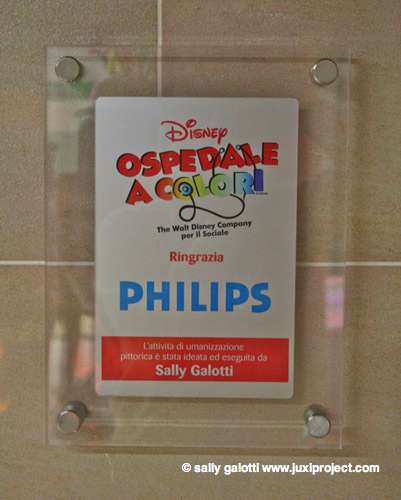 Disney
OSPEDALE
A COLORI
The Walt Disney Company
per il Sociale
Ringrazia
PHILIPS
L'attività di umanizzazione
pittorica è stata ideata ed eseguita da
Sally Galotti
© sally galotti www.juxiproject.com